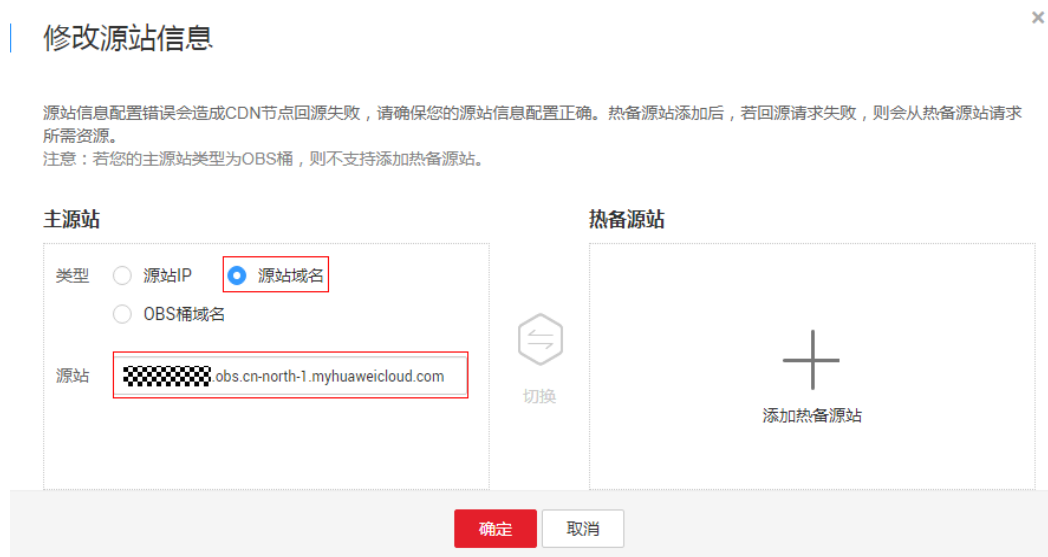 修改源站信息
×
源站信息配置错误会造成CDN节点回源失败，请确保您的源站信息配置正确。热备源站添加后，若回源请求失败，则会从热备源站请求
所需资源。
注意：若您的主源站类型为OBS桶，则不支持添加热备源站。
主源站
类型 源站IP 源站域名
OBS桶域名
源站 .obs.cn-north-1.myhuaweicloud.com
切换
热备源站
添加热备源站
确定 取消